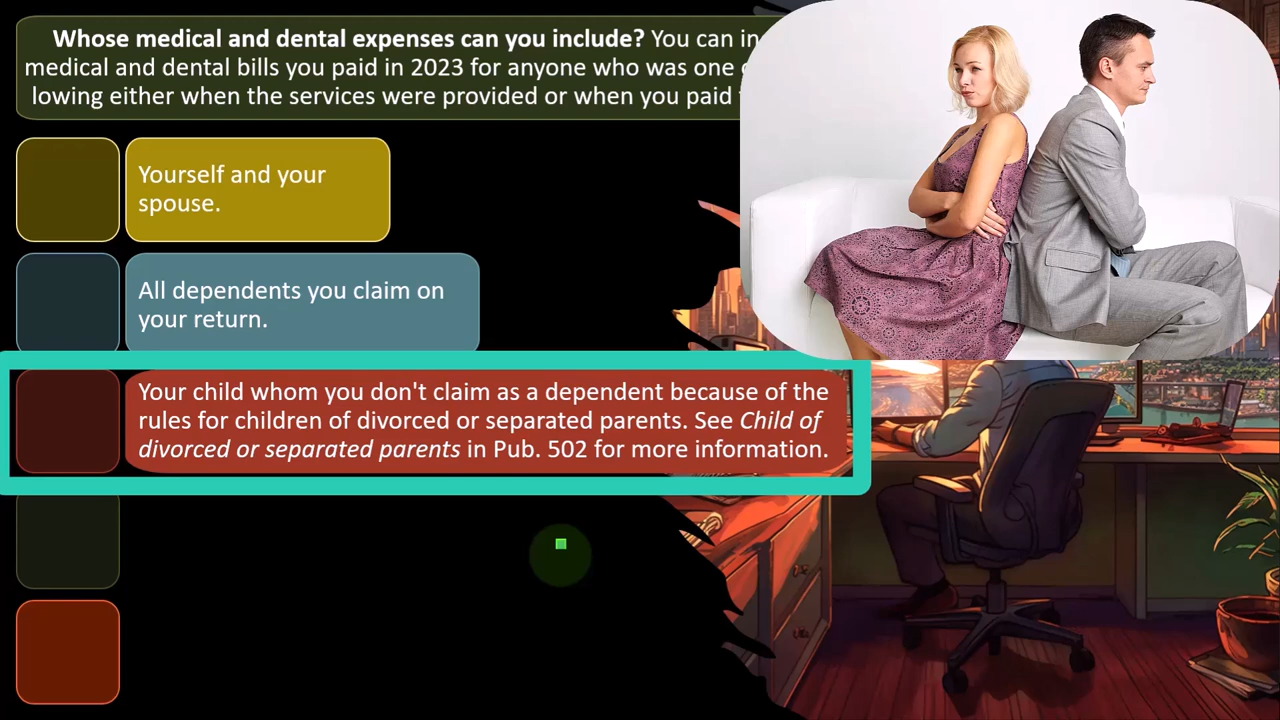 Whose medical and dental expenses can you include? You can in
medical and dental bills you paid in 2023 for anyone who was one
lowing either when the services were provided or when you paid
Yourself and your
spouse.
All dependents you claim on
your return.
Your child whom you don't claim as a dependent because of the
rules for children of divorced or separated parents. See Child of
divorced or separated parents in Pub. 502 for more information.